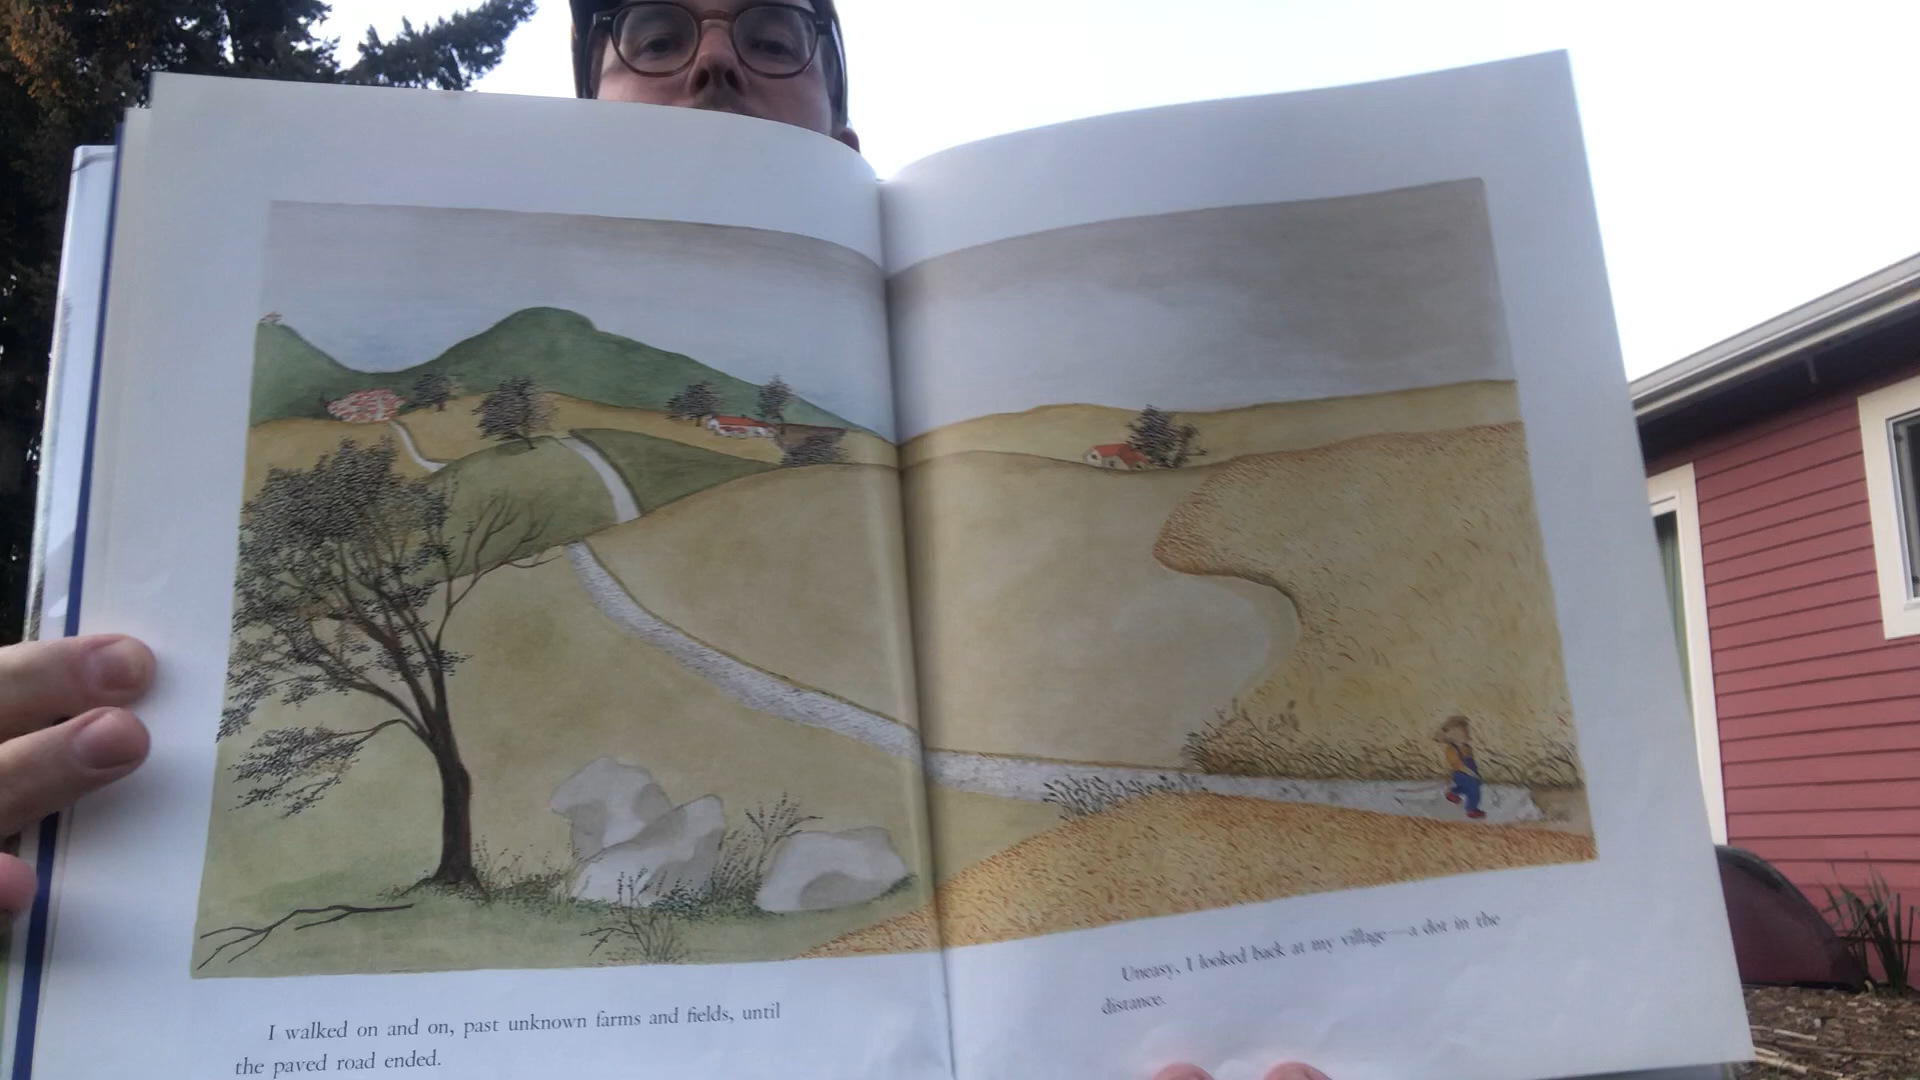 I walked on and on, past unknown farms and fields, until
the paved road ended.
Uneasy, I looked back at my village—a dot in the
distance.